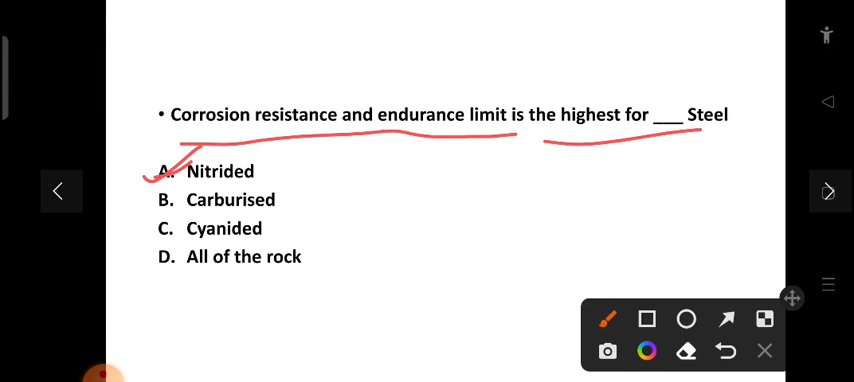 • Corrosion resistance and endurance limit is the highest for ___ Steel
A. Nitrided
B. Carburised
C. Cyanided
D. All of the rock